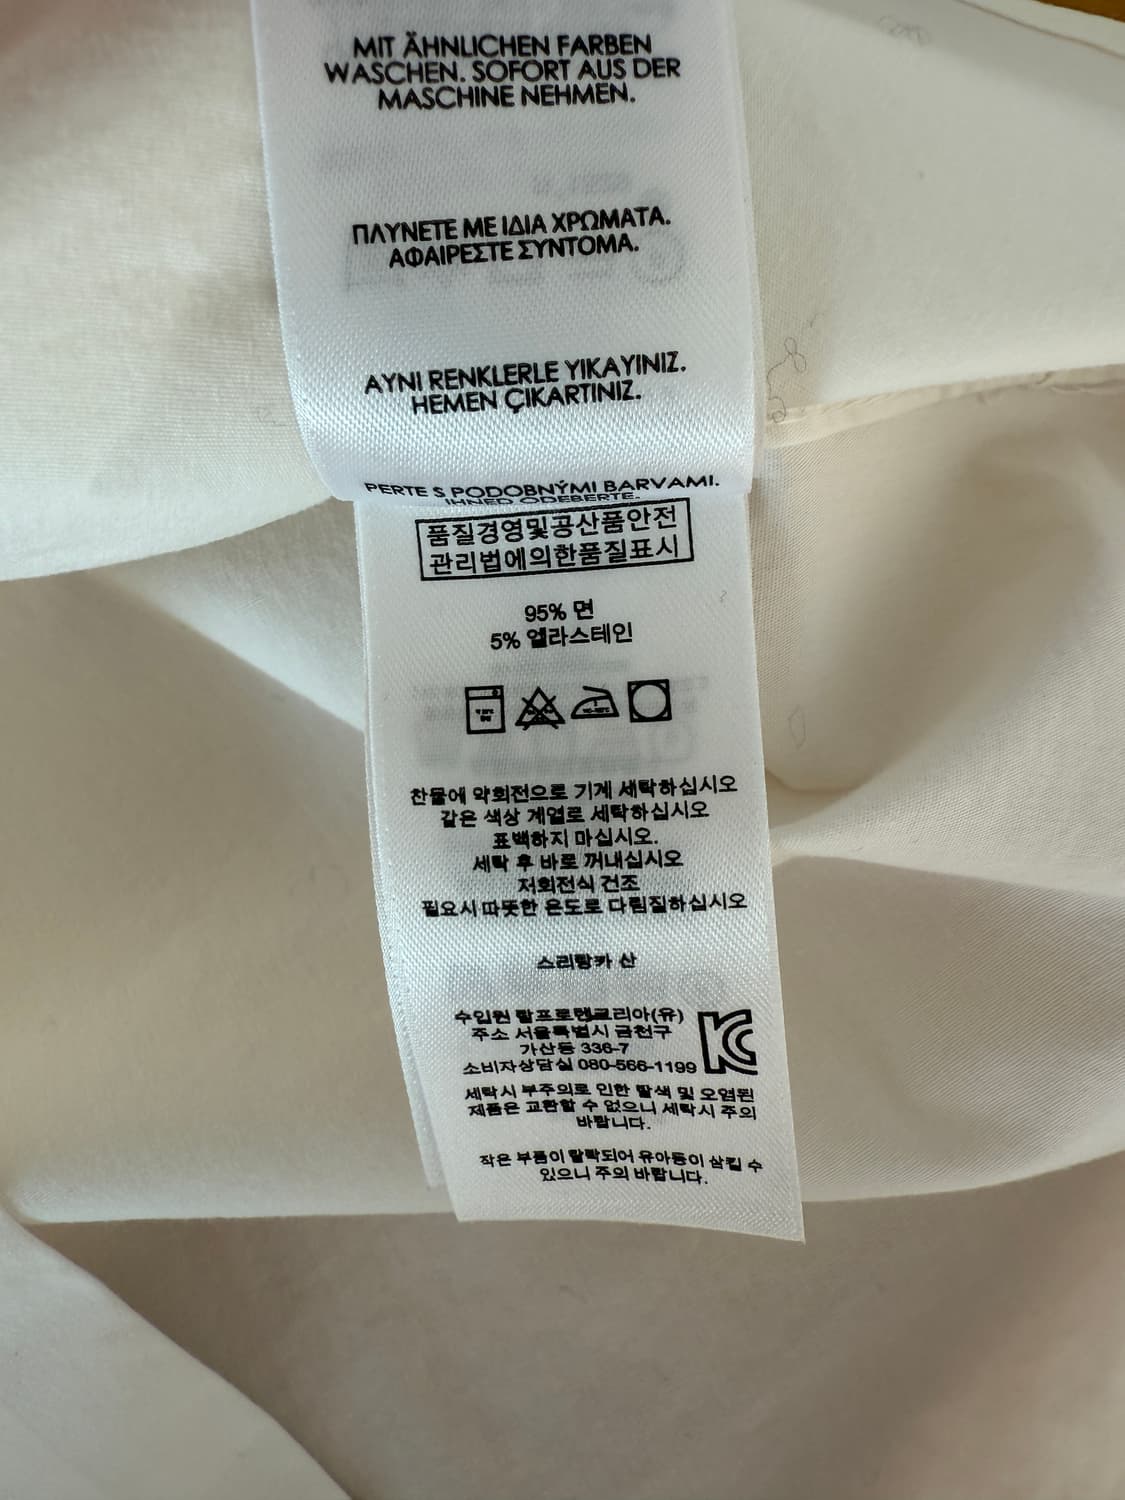 MIT ÄHNLICHEN FARBEN
WASCHEN. SOFORT AUS DER
MASCHINE NEHMEN.
ΠΛΥΝΕΤΕ ΜΕ ΙΔΙΑ ΧΡΩΜΑΤΑ.
ΑΦΑΙΡΕΣΤΕ ΣΥΝΤΟΜΑ.
AYNI RENKLERLE YIKAYINIZ.
HEMEN ÇIKARTINIZ.
PERTE S PODOBNÝMI BARVAMI.
IHNED ODEBERTE.
품질경영및공산품안전
관리법에의한품질표시
95% 면
5% 엘라스테인
찬물에 약회전으로 기계 세탁하십시오
같은 색상 계열로 세탁하십시오
표백하지 마십시오.
세탁 후 바로 꺼내십시오
저회전식 건조
필요시 따뜻한 온도로 다림질하십시오
스리랑카 산
수입원 랄프로렌코리아(유)
주소 서울특별시 금천구
가산동 336-7
소비자상담실 080-566-1199
KC
세탁시 부주의로 인한 탈색 및 오염된
제품은 교환할 수 없으니 세탁시 주의
바랍니다.
작은 부품이 탈락되어 유아등이 삼킬 수
있으니 주의 바랍니다.